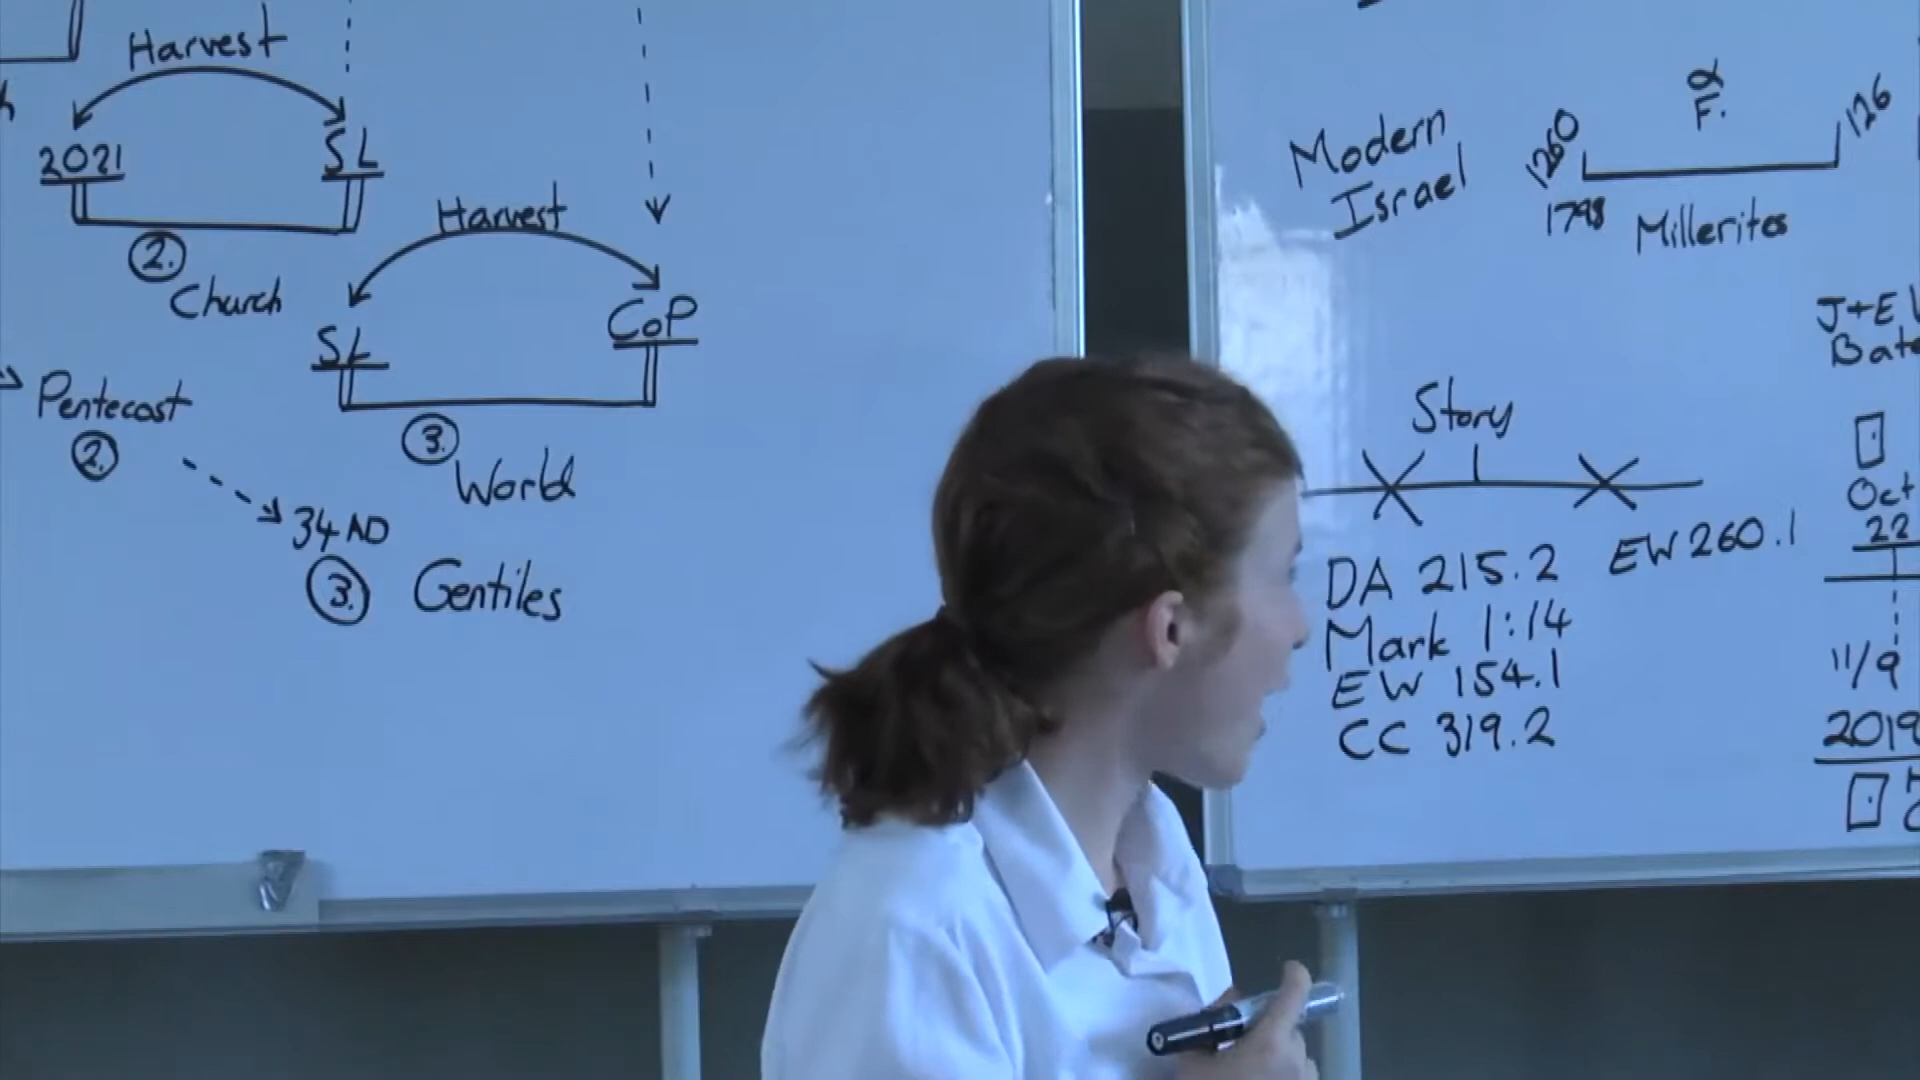 Harvest
2021
SL
2.
Church
Harvest
SL
CoP
3.
World
Pentecost
2.
34 AD
3.
Gentiles
Modern
Israel
1260
1798
α
F.
126
Millerites
Story
DA 215.2
EW 260.1
Mark 1:14
EW 154.1
CC 319.2
J+E
Bate
Oct
22
11/9
2019